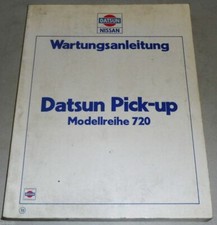 DATSUN
NISSAN
Wartungsanleitung
Datsun Pick-up
Modellreihe 720